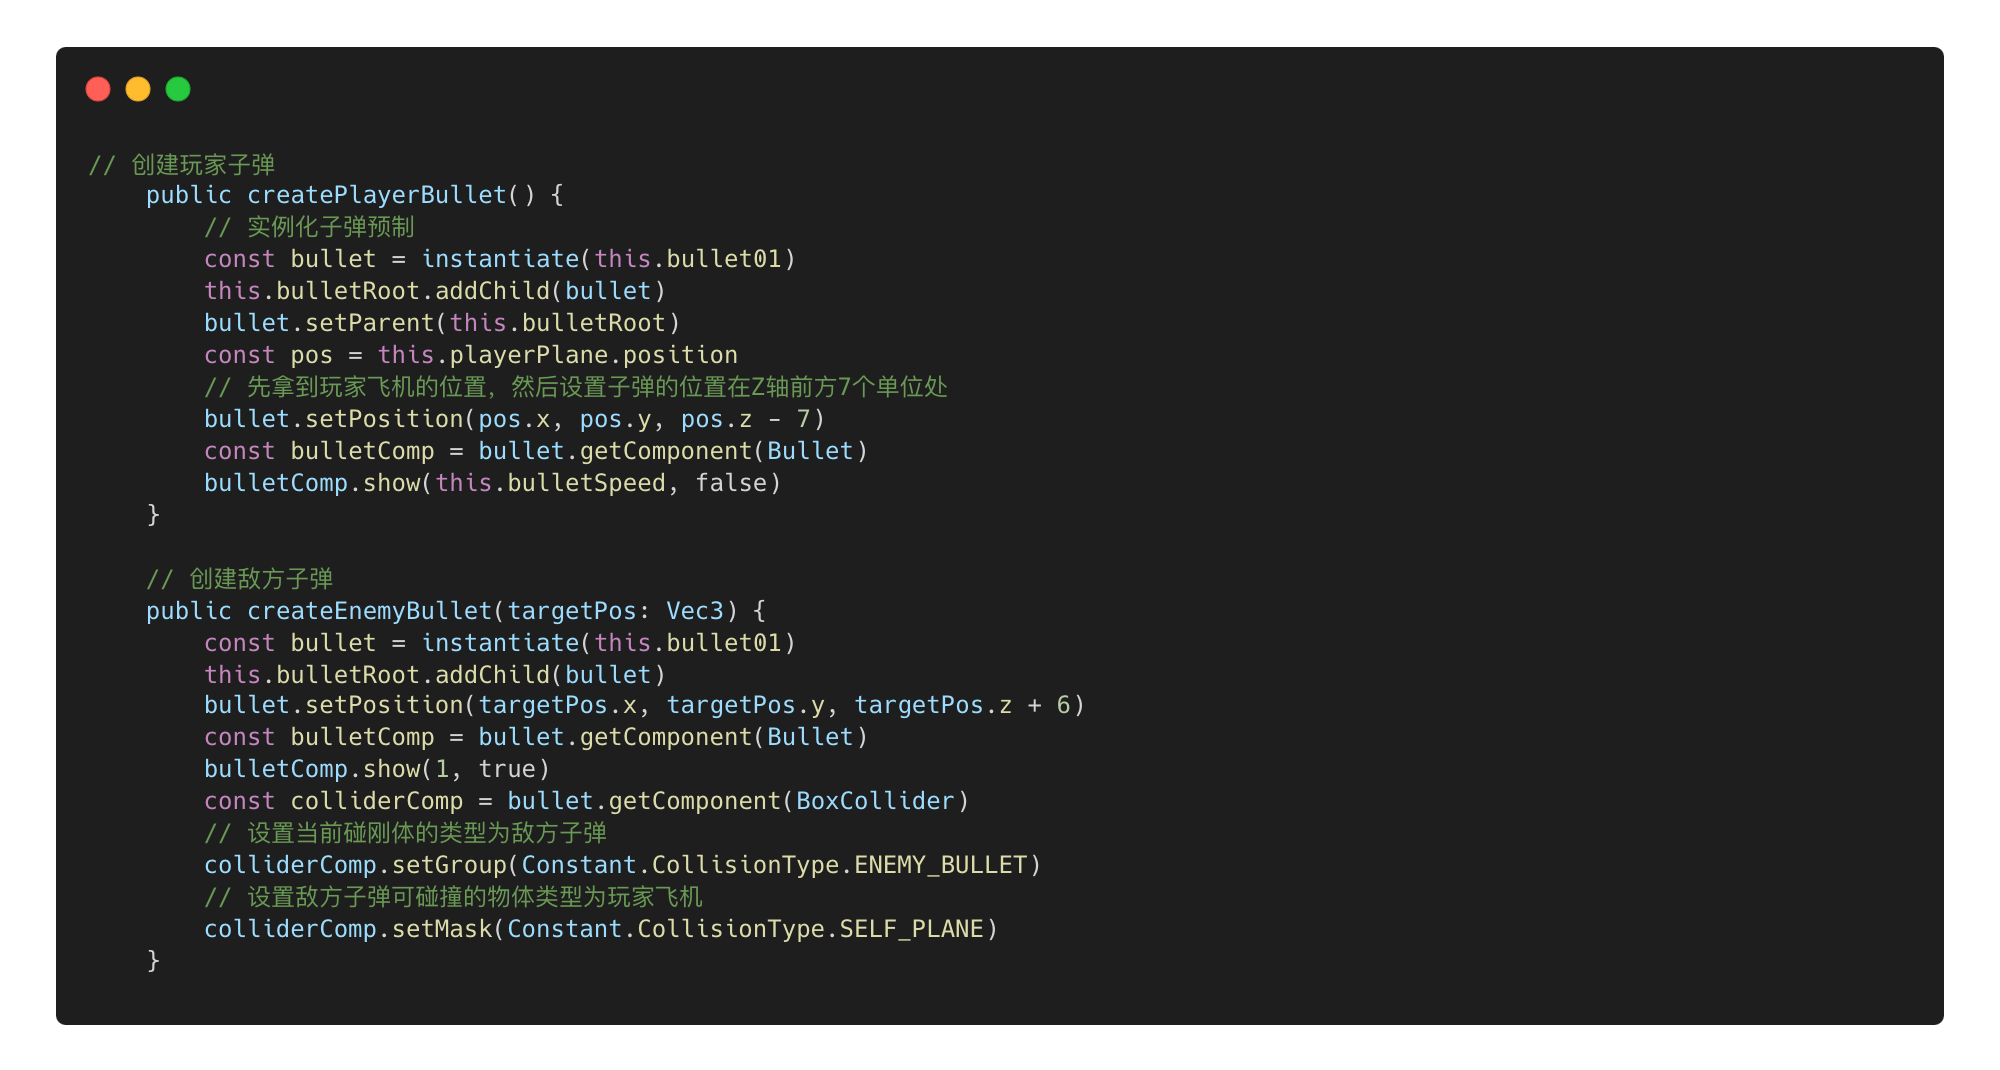 // 创建玩家子弹
    public createPlayerBullet() {
        // 实例化子弹预制
        const bullet = instantiate(this.bullet01)
        this.bulletRoot.addChild(bullet)
        bullet.setParent(this.bulletRoot)
        const pos = this.playerPlane.position
        // 先拿到玩家飞机的位置，然后设置子弹的位置在Z轴前方7个单位处
        bullet.setPosition(pos.x, pos.y, pos.z - 7)
        const bulletComp = bullet.getComponent(Bullet)
        bulletComp.show(this.bulletSpeed, false)
    }

    // 创建敌方子弹
    public createEnemyBullet(targetPos: Vec3) {
        const bullet = instantiate(this.bullet01)
        this.bulletRoot.addChild(bullet)
        bullet.setPosition(targetPos.x, targetPos.y, targetPos.z + 6)
        const bulletComp = bullet.getComponent(Bullet)
        bulletComp.show(1, true)
        const colliderComp = bullet.getComponent(BoxCollider)
        // 设置当前碰刚体的类型为敌方子弹
        colliderComp.setGroup(Constant.CollisionType.ENEMY_BULLET)
        // 设置敌方子弹可碰撞的物体类型为玩家飞机
        colliderComp.setMask(Constant.CollisionType.SELF_PLANE)
    }